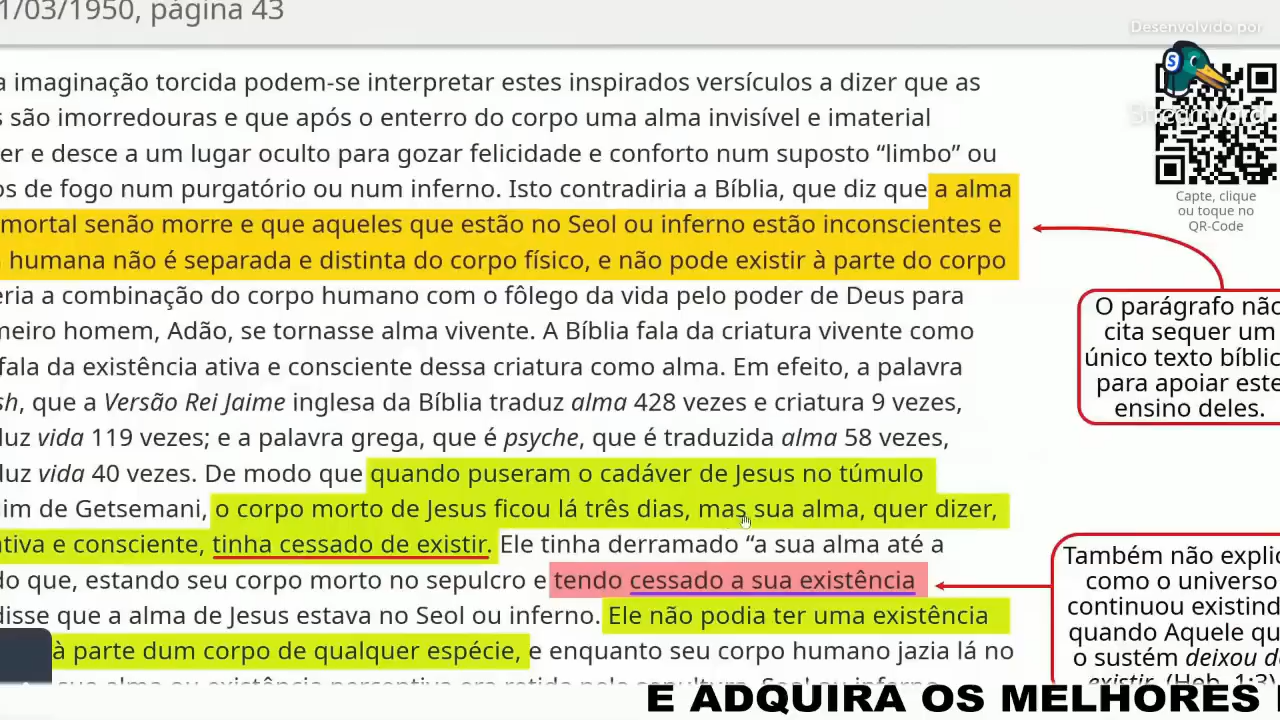 1/03/1950, página 43
Desenvolvido por
StreamYard
a imaginação torcida podem-se interpretar estes inspirados versículos a dizer que as
s são imorredouras e que após o enterro do corpo uma alma invisível e imaterial
er e desce a um lugar oculto para gozar felicidade e conforto num suposto “limbo” ou
os de fogo num purgatório ou num inferno. Isto contradiria a Bíblia, que diz que a alma
mortal senão morre e que aqueles que estão no Seol ou inferno estão inconscientes e
humana não é separada e distinta do corpo físico, e não pode existir à parte do corpo
eria a combinação do corpo humano com o fôlego da vida pelo poder de Deus para
meiro homem, Adão, se tornasse alma vivente. A Bíblia fala da criatura vivente como
fala da existência ativa e consciente dessa criatura como alma. Em efeito, a palavra
sh, que a Versão Rei Jaime inglesa da Bíblia traduz alma 428 vezes e criatura 9 vezes,
luz vida 119 vezes; e a palavra grega, que é psyche, que é traduzida alma 58 vezes,
luz vida 40 vezes. De modo que quando puseram o cadáver de Jesus no túmulo
im de Getsemani, o corpo morto de Jesus ficou lá três dias, mas sua alma, quer dizer,
tiva e consciente, tinha cessado de existir. Ele tinha derramado “a sua alma até a
do que, estando seu corpo morto no sepulcro e tendo cessado a sua existência
disse que a alma de Jesus estava no Seol ou inferno. Ele não podia ter uma existência
à parte dum corpo de qualquer espécie, e enquanto seu corpo humano jazia lá no
Capte, clique
ou toque no
QR-Code
O parágrafo não
cita sequer um
único texto bíblic
para apoiar este
ensino deles.
Também não explic
como o universo
continuou existind
quando Aquele qu
o sustém deixou d
existir. (Heb. 1:3)
E ADQUIRA OS MELHORES